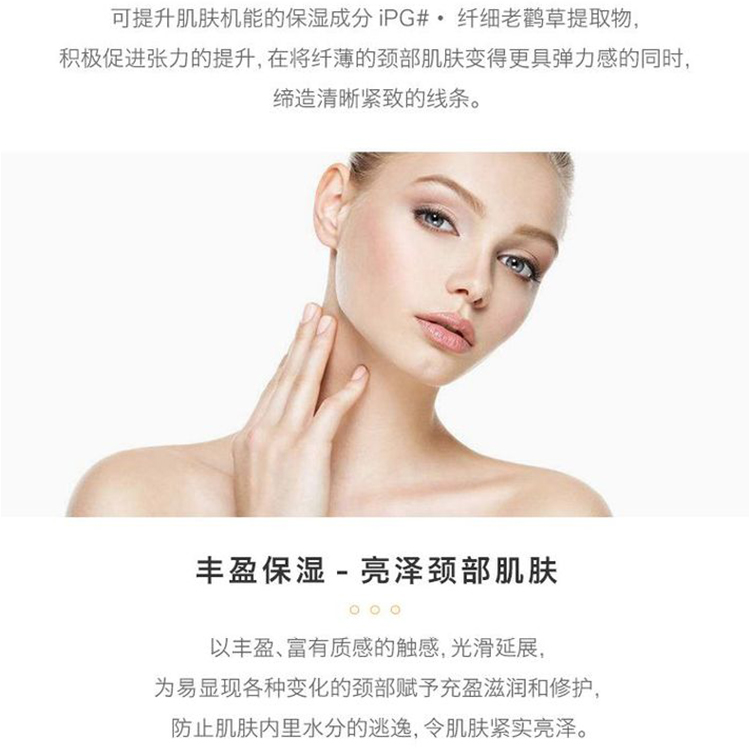 可提升肌肤机能的保湿成分 iPG#• 纤细老鹳草提取物,
积极促进张力的提升, 在将纤薄的颈部肌肤变得更具弹力感的同时,
缔造清晰紧致的线条。
丰盈保湿 - 亮泽颈部肌肤
以丰盈、富有质感的触感, 光滑延展,
为易显现各种变化的颈部赋予充盈滋润和修护,
防止肌肤内里水分的逃逸, 令肌肤紧实亮泽。